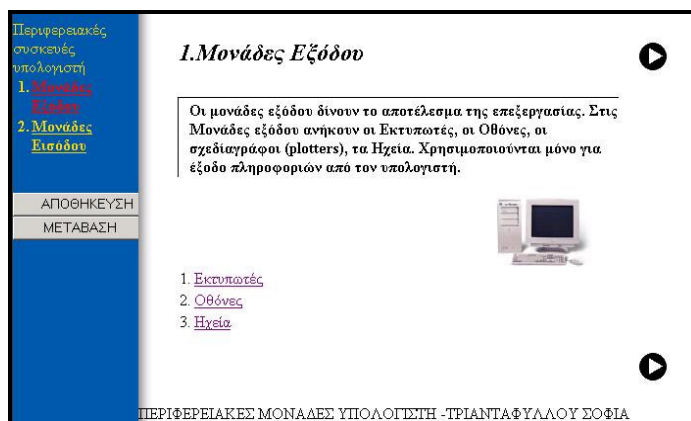 Περιφερειακές
συσκευές
υπολογιστή
1. Μονάδες
Εξόδου
2. Μονάδες
Εισόδου
ΑΠΟΘΗΚΕΥΣΗ
ΜΕΤΑΒΑΣΗ
1.Μονάδες Εξόδου
Οι μονάδες εξόδου δίνουν το αποτέλεσμα της επεξεργασίας. Στις
Μονάδες εξόδου ανήκουν οι Εκτυπωτές, οι Οθόνες, οι
σχεδίαγράφοι (plotters), τα Ηχεία. Χρησιμοποιούνται μόνο για
έξοδο πληροφοριών από τον υπολογιστή.
1. Εκτυπωτές
2. Οθόνες
3. Ηχεία
ΠΕΡΙΦΕΡΕΙΑΚΕΣ ΜΟΝΑΔΕΣ ΥΠΟΛΟΓΙΣΤΗ -ΤΡΙΑΝΤΑΦΥΛΛΟΥ ΣΟΦΙΑ